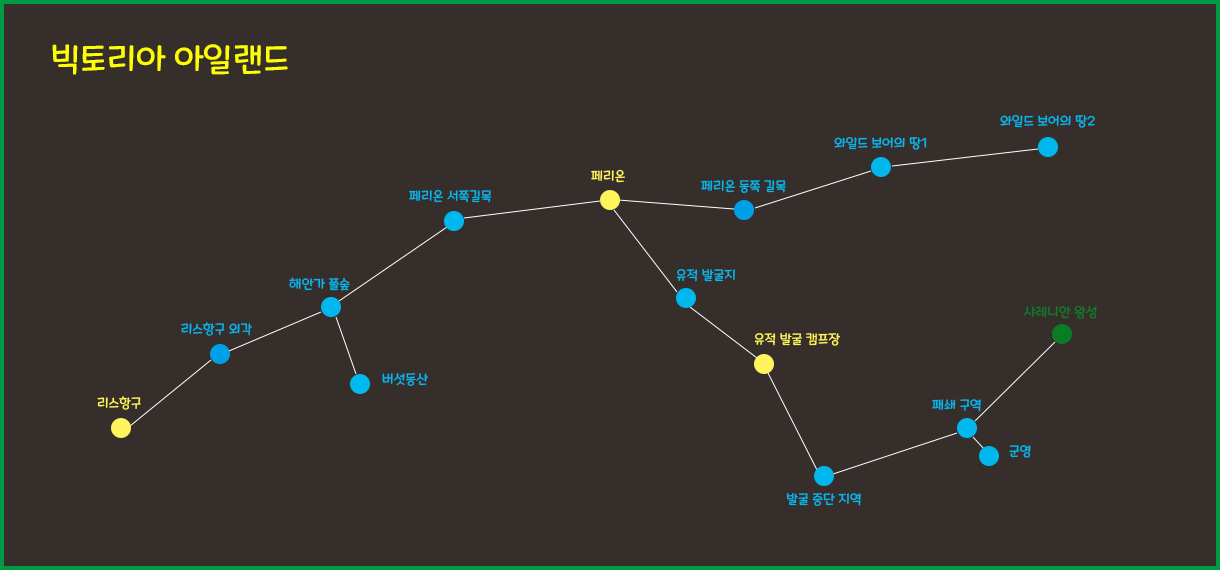 빅토리아 아일랜드
와일드 보어의 땅2
와일드 보어의 땅1
페리온
페리온 동쪽 길목
페리온 서쪽길목
유적 발굴지
해안가 풀숲
샤레니안 왕성
리스항구 외각
유적 발굴 캠프장
버섯동산
리스항구
패쇄 구역
군영
발굴 중단 지역